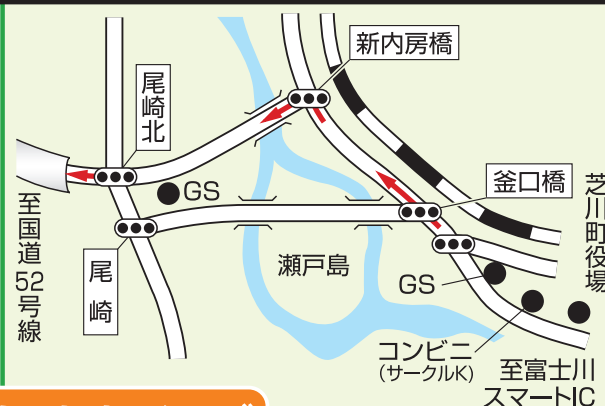 新内房橋
尾崎北
釜口橋
芝川町役場
GS
至国道52号線
尾崎
瀬戸島
GS
コンビニ
(サークルK)
至富士川
スマートIC